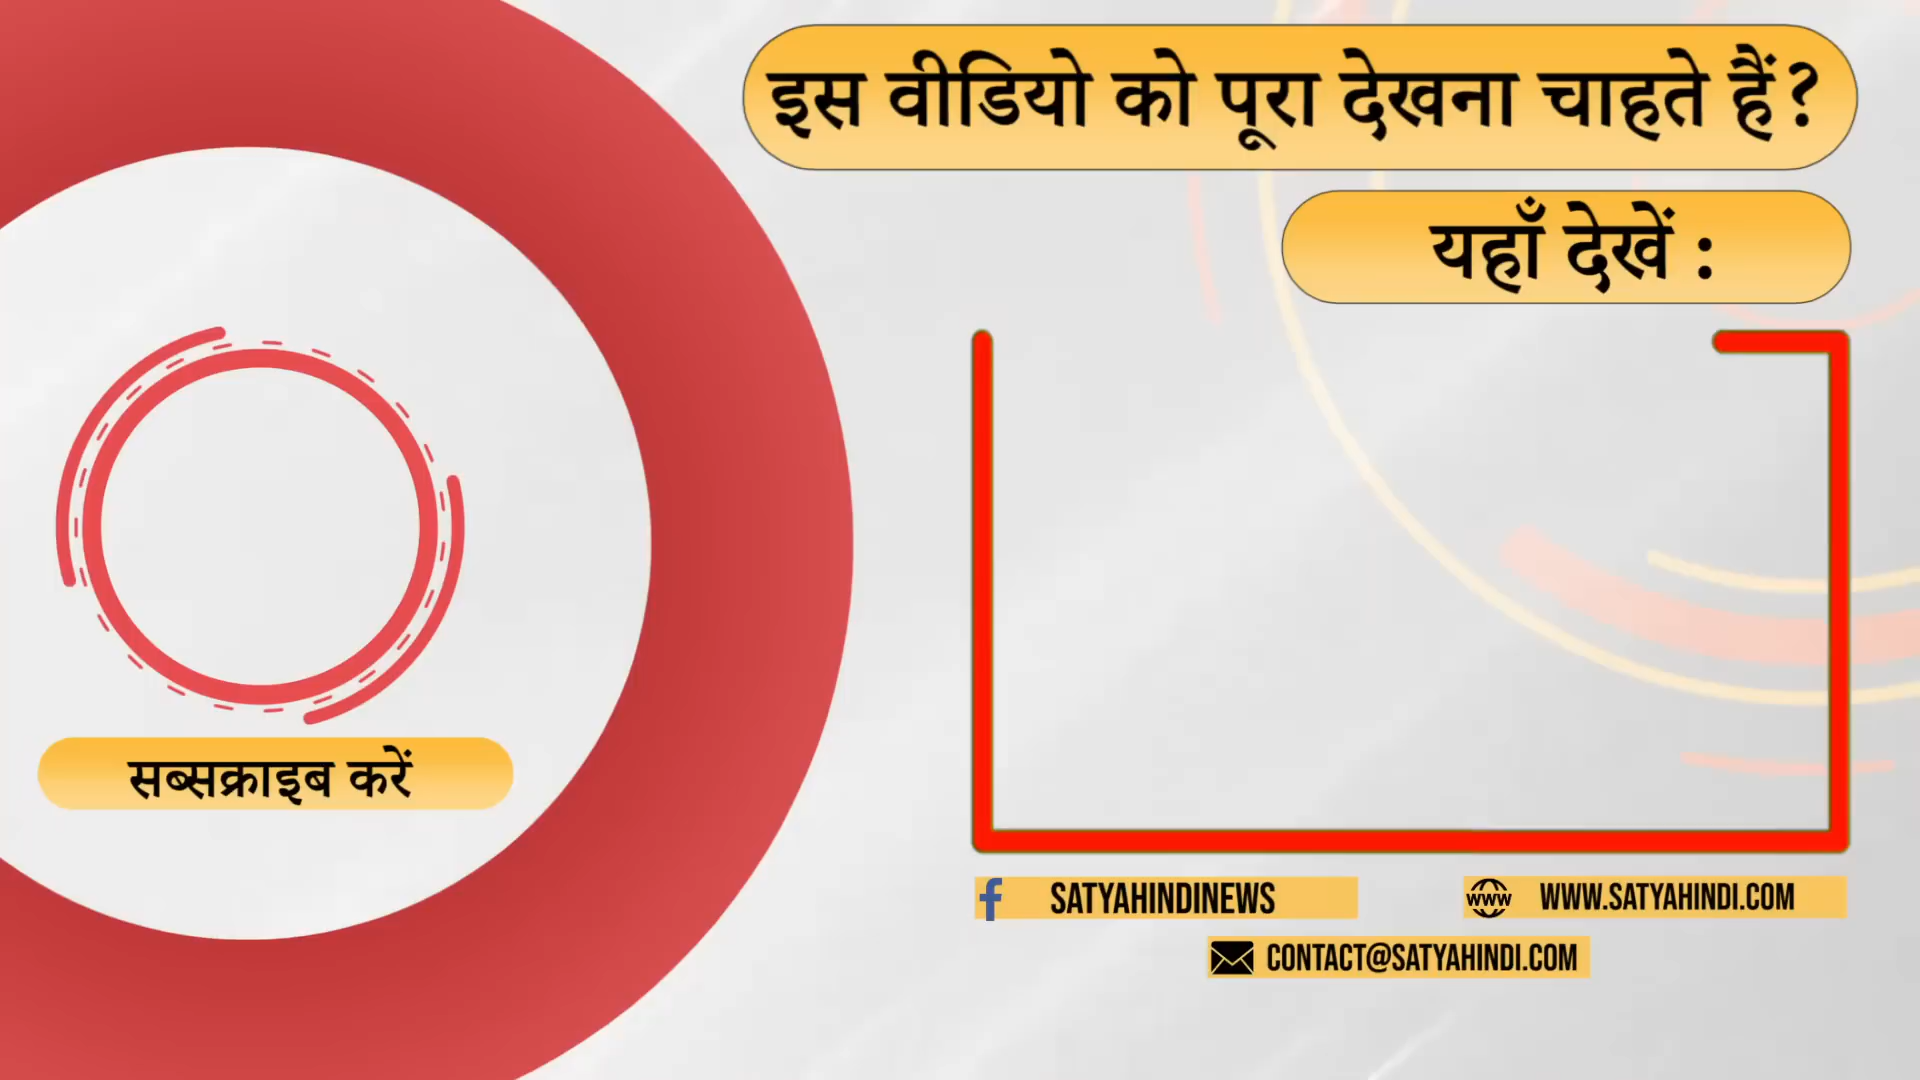 इस वीडियो को पूरा देखना चाहते हैं?
यहाँ देखें :
सब्सक्राइब करें
f SATYAHINDINEWS
WWW WWW.SATYAHINDI.COM
CONTACT@SATYAHINDI.COM